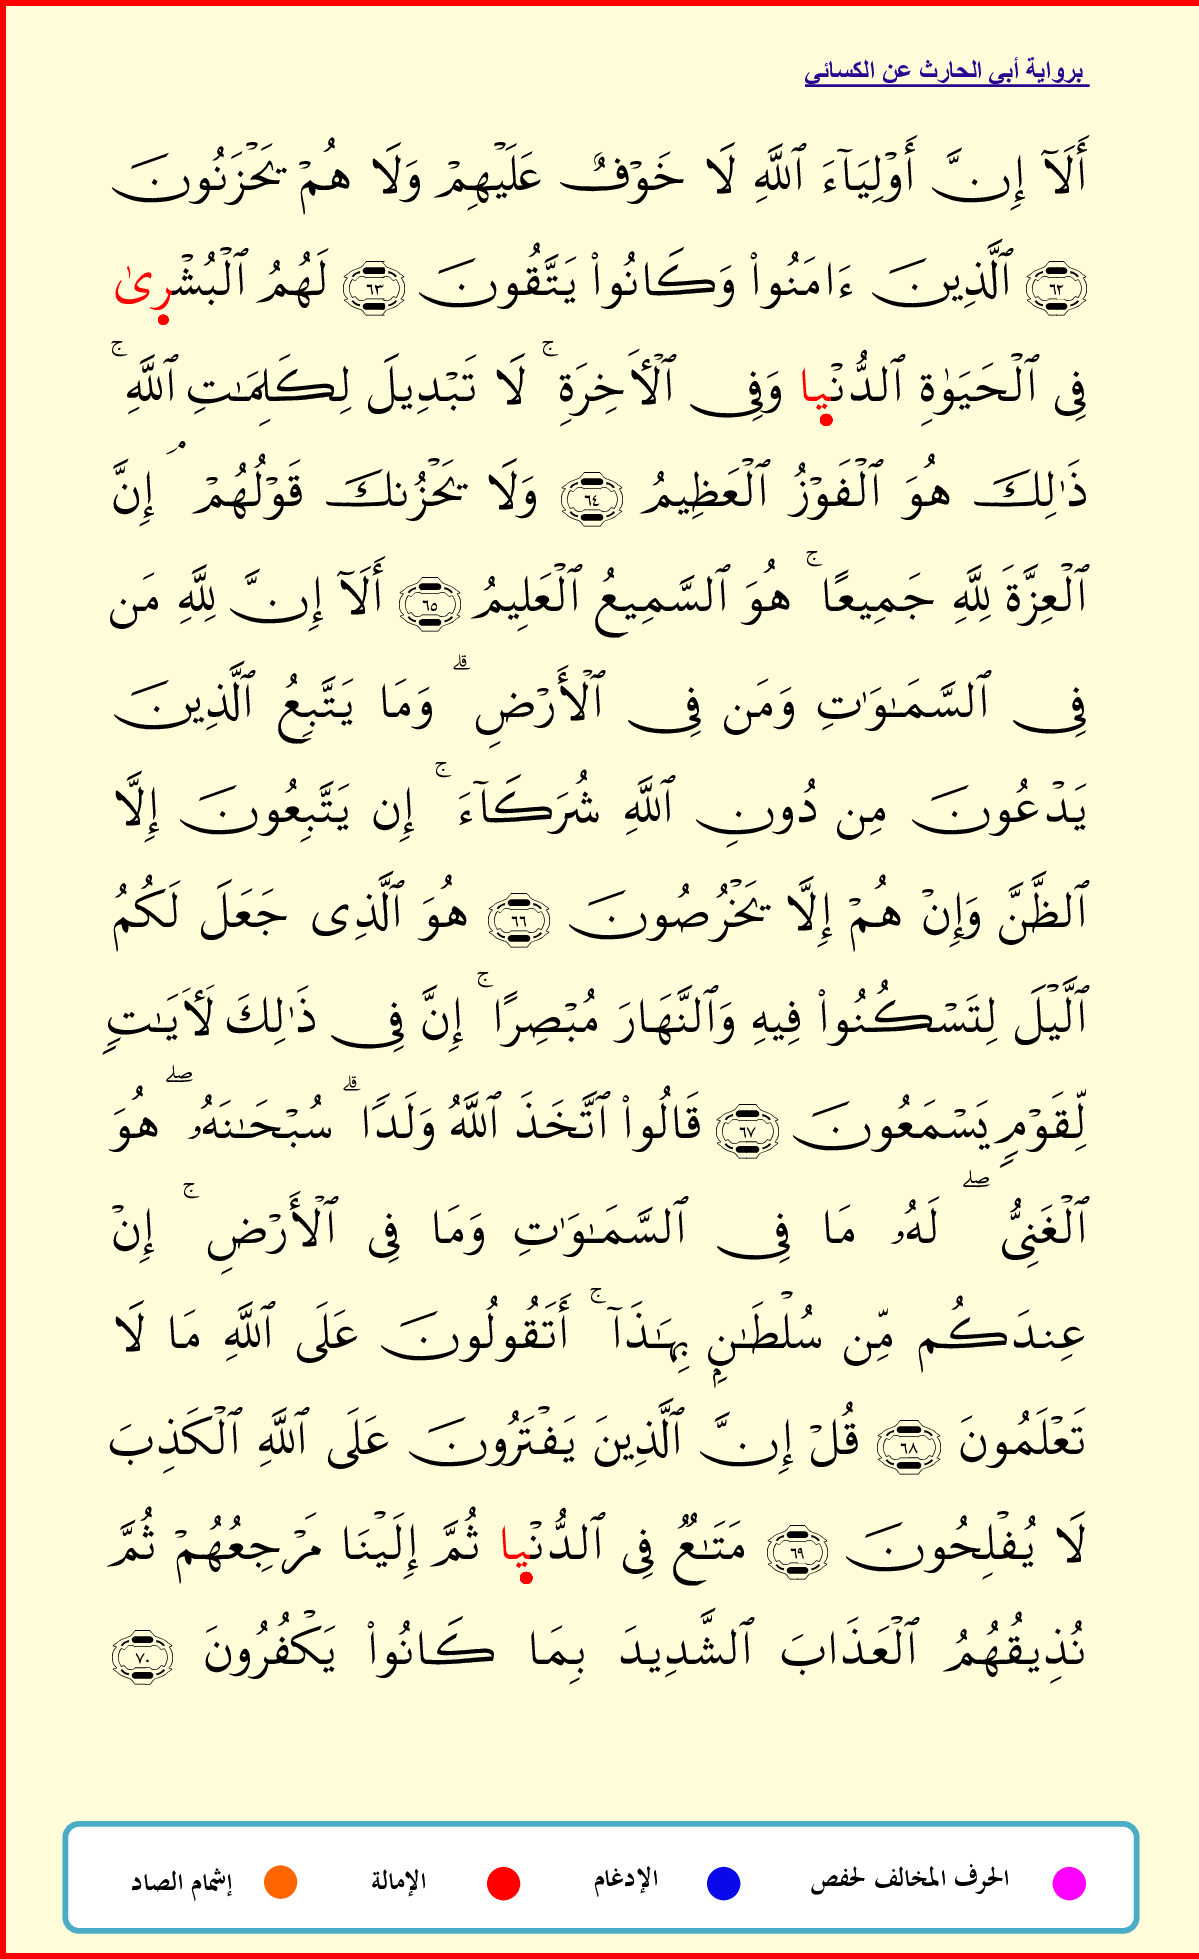 برواية أبي الحارث عن الكسائي
أَلَآ إِنَّ أَوْلِيَآءَ ٱللَّهِ لَا خَوْفٌ عَلَيْهِمْ وَلَا هُمْ يَحْزَنُونَ
٦٢ ٱلَّذِينَ ءَامَنُوا۟ وَكَانُوا۟ يَتَّقُونَ ٦٣ لَهُمُ ٱلْبُشْرِىٰ
فِى ٱلْحَيَوٰةِ ٱلدُّنْيا وَفِى ٱلْأَخِرَةِ ۚ لَا تَبْدِيلَ لِكَلِمَـٰتِ ٱللَّهِ ۚ
ذَٰلِكَ هُوَ ٱلْفَوْزُ ٱلْعَظِيمُ ٦٤ وَلَا يَحْزُنكَ قَوْلُهُمْ ۘ إِنَّ
ٱلْعِزَّةَ لِلَّهِ جَمِيعًا ۚ هُوَ ٱلسَّمِيعُ ٱلْعَلِيمُ ٦٥ أَلَآ إِنَّ لِلَّهِ مَن
فِى ٱلسَّمَـٰوَٰتِ وَمَن فِى ٱلْأَرْضِ ۗ وَمَا يَتَّبِعُ ٱلَّذِينَ
يَدْعُونَ مِن دُونِ ٱللَّهِ شُرَكَآءَ ۚ إِن يَتَّبِعُونَ إِلَّا
ٱلظَّنَّ وَإِنْ هُمْ إِلَّا يَخْرُصُونَ ٦٦ هُوَ ٱلَّذِى جَعَلَ لَكُمُ
ٱلَّيْلَ لِتَسْكُنُوا۟ فِيهِ وَٱلنَّهَارَ مُبْصِرًا ۚ إِنَّ فِى ذَٰلِكَ لَأَيَـٰتٍ
لِّقَوْمٍ يَسْمَعُونَ ٦٧ قَالُوا۟ ٱتَّخَذَ ٱللَّهُ وَلَدًا ۗ سُبْحَـٰنَهُۥ ۖ هُوَ
ٱلْغَنِىُّ ۖ لَهُۥ مَا فِى ٱلسَّمَـٰوَٰتِ وَمَا فِى ٱلْأَرْضِ ۚ إِنْ
عِندَكُم مِّن سُلْطَـٰنٍۭ بِهَـٰذَآ ۚ أَتَقُولُونَ عَلَى ٱللَّهِ مَا لَا
تَعْلَمُونَ ٦٨ قُلْ إِنَّ ٱلَّذِينَ يَفْتَرُونَ عَلَى ٱللَّهِ ٱلْكَذِبَ
لَا يُفْلِحُونَ ٦٩ مَتَـٰعٌ فِى ٱلدُّنْيا ثُمَّ إِلَيْنَا مَرْجِعُهُمْ ثُمَّ
نُذِيقُهُمُ ٱلْعَذَابَ ٱلشَّدِيدَ بِمَا كَانُوا۟ يَكْفُرُونَ ٧٠
الحرف المخالف لحفص الإدغام الإمالة إشمام الصاد